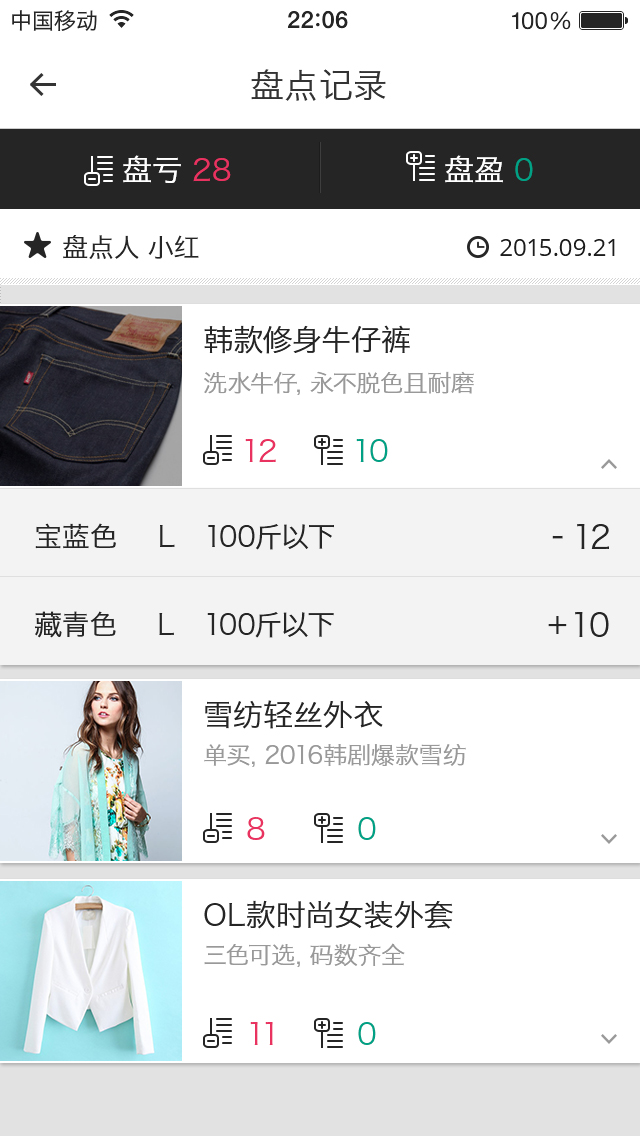 中国移动 22:06 100%
盘点记录
盘亏 28 盘盈 0
盘点人 小红 2015.09.21
韩款修身牛仔裤
洗水牛仔, 永不脱色且耐磨
12 10
宝蓝色 L 100斤以下 - 12
藏青色 L 100斤以下 +10
雪纺轻丝外衣
单买, 2016韩剧爆款雪纺
8 0
OL款时尚女装外套
三色可选, 码数齐全
11 0